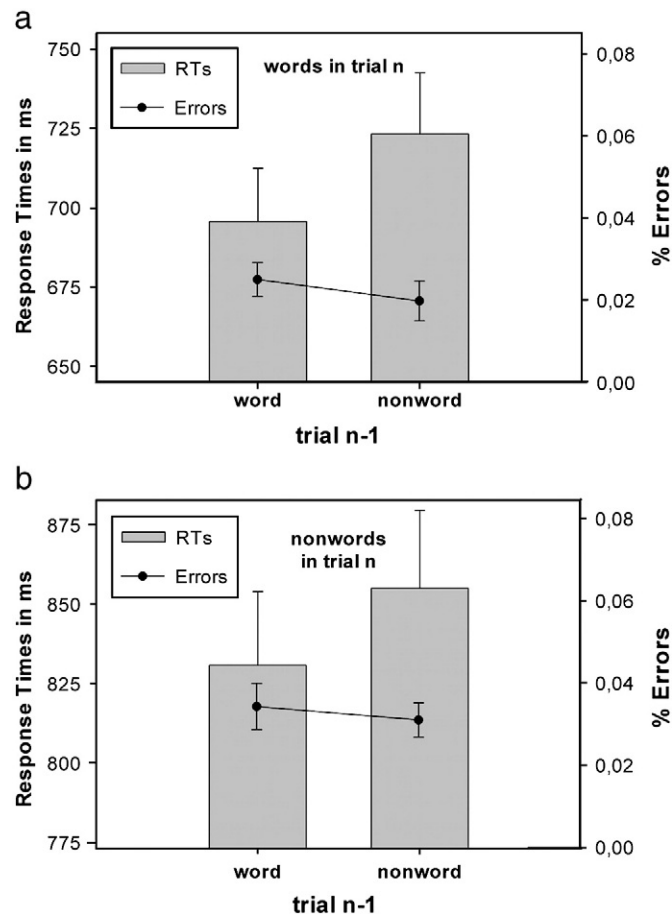 a
750
725
700
675
650
Response Times in ms
RTs
Errors
words in trial n
0,08
0,06
0,04
0,02
0,00
% Errors
word nonword
trial n-1
b
875
850
825
800
775
Response Times in ms
RTs
Errors
nonwords
in trial n
0,08
0,06
0,04
0,02
0,00
% Errors
word nonword
trial n-1